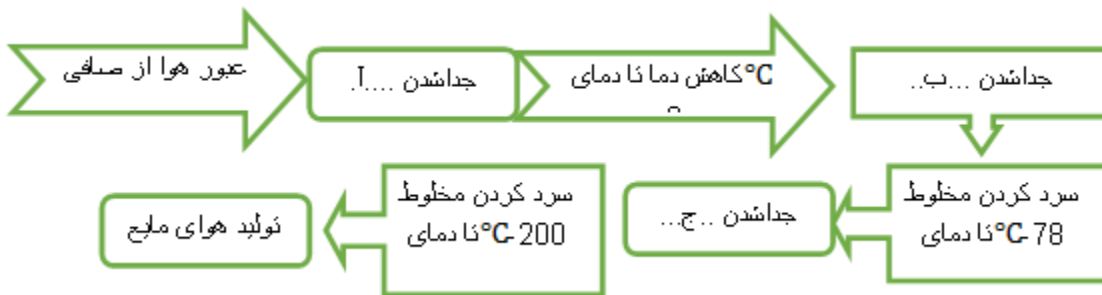 عبور هوا از صافی
جداشدن ....آ.
کاهش دما تا دمای °C
۰
جداشدن ...ب..
سرد کردن مخلوط
تا دمای °C-78
جداشدن ..ج...
سرد کردن مخلوط
تا دمای °C-200
تولید هوای مایع